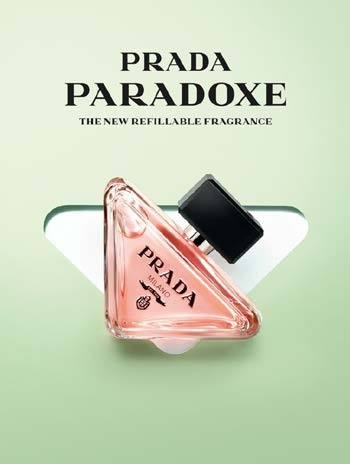 PRADA
PARADOXE
THE NEW REFILLABLE FRAGRANCE
PRADA
MILANO